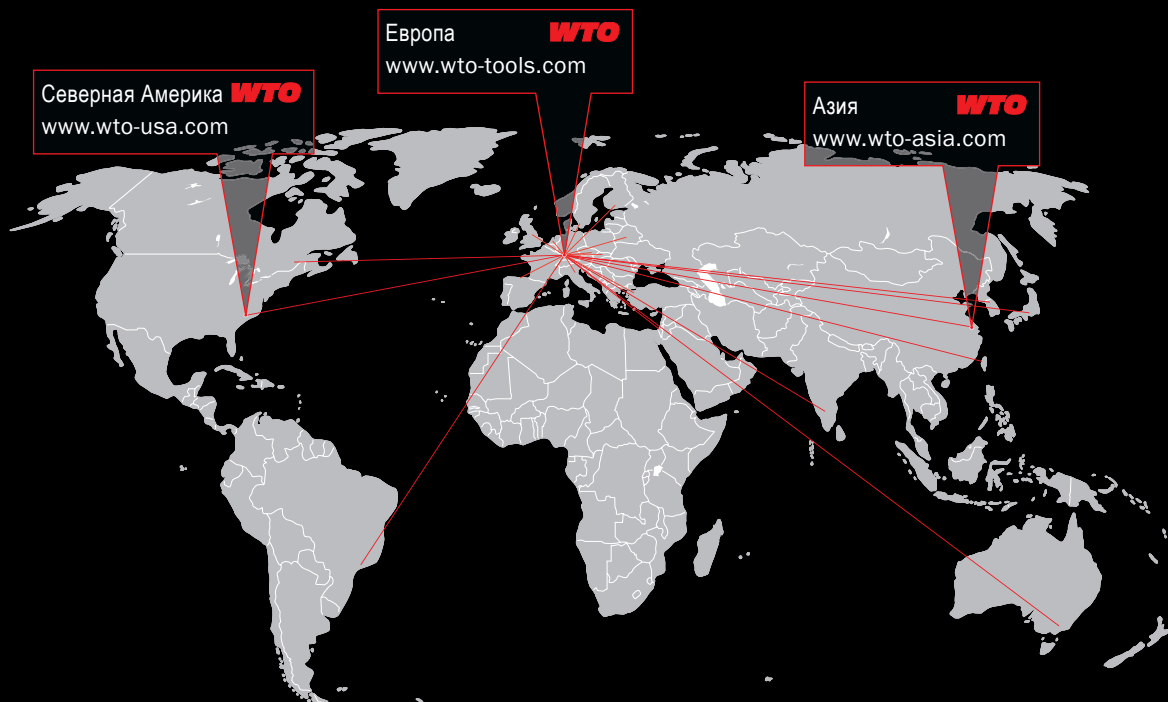 Европа WTO
www.wto-tools.com
Северная Америка WTO
www.wto-usa.com
Азия WTO
www.wto-asia.com